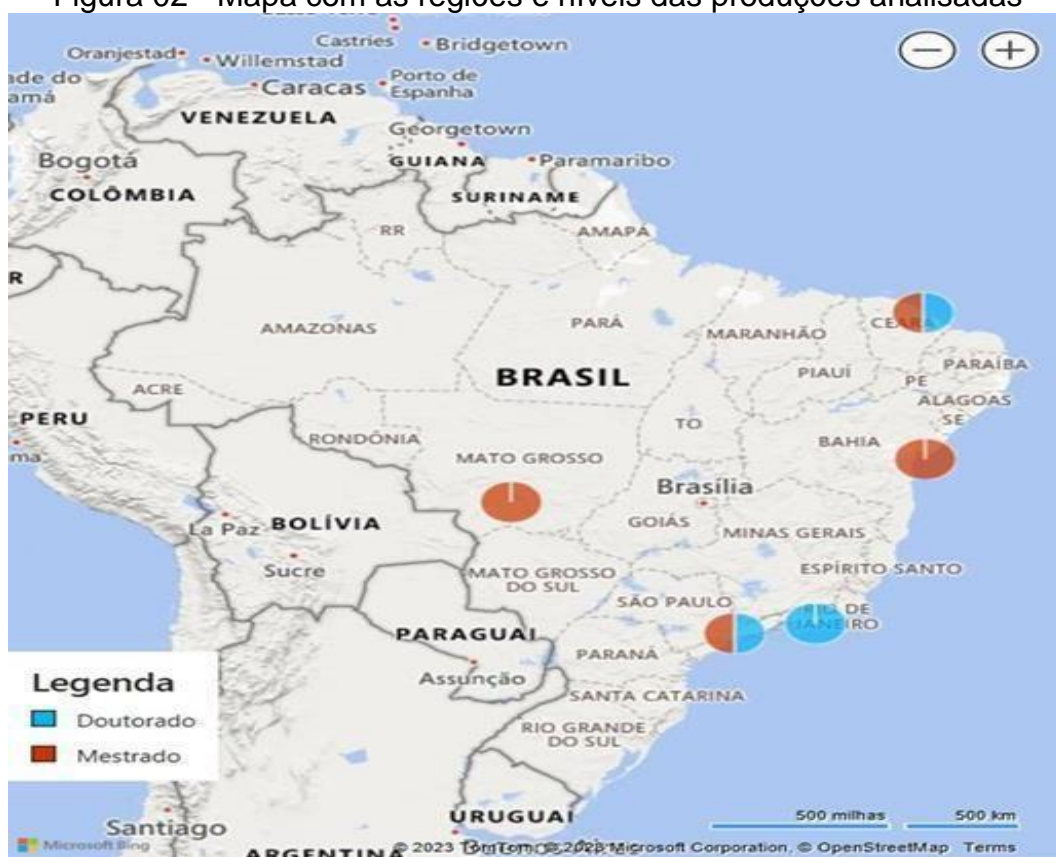 Figura 02 - Mapa com as regiões e níveis das produções analisadas
Castries
Bridgetown
Oranjestad
Willemstad
ade do
amá
Caracas
Porto de
Espanha
VENEZUELA
Georgetown
Bogotá
GUIANA
Paramaribo
COLÔMBIA
SURINAME
RR
AMAPÁ
R
AMAZONAS
PARÁ
MARANHÃO
CEARÁ
BRASIL
PIAUÍ
PARAÍBA
ACRE
PE
ALAGOAS
PERU
TO
SE
RONDÔNIA
BAHIA
ma
MATO GROSSO
Brasília
La Paz
BOLÍVIA
GOIÁS
MINAS GERAIS
Sucre
MATO GROSSO
DO SUL
ESPÍRITO SANTO
SÃO PAULO
RIO DE
JANEIRO
PARAGUAI
PARANÁ
Assunção
SANTA CATARINA
RIO GRANDE
DO SUL
Legenda
Doutorado
Mestrado
URUGUAI
500 milhas
500 km
Santiago
Microsoft Bing
ARGENTINA
© 2023 TomTom, © 2023 Microsoft Corporation, © OpenStreetMap Terms